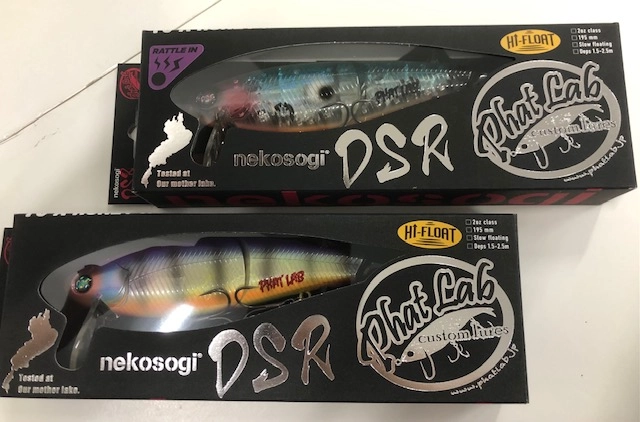 RATTLE IN
Hi-FLOAT
2oz class
195 mm
Slow floating
Deps 1.5-2.5m
PHAT LAB
Phat Lab
custom lures
www.phatlab.jp
nekosogi
DSR
Tested at
Our mother lake.
nekosogi
nekosogi
Hi-FLOAT
2oz class
195 mm
Slow floating
Deps 1.5-2.5m
PHAT LAB
Phat Lab
custom lures
www.phatlab.jp
nekosogi
DSR
Tested at
Our mother lake.